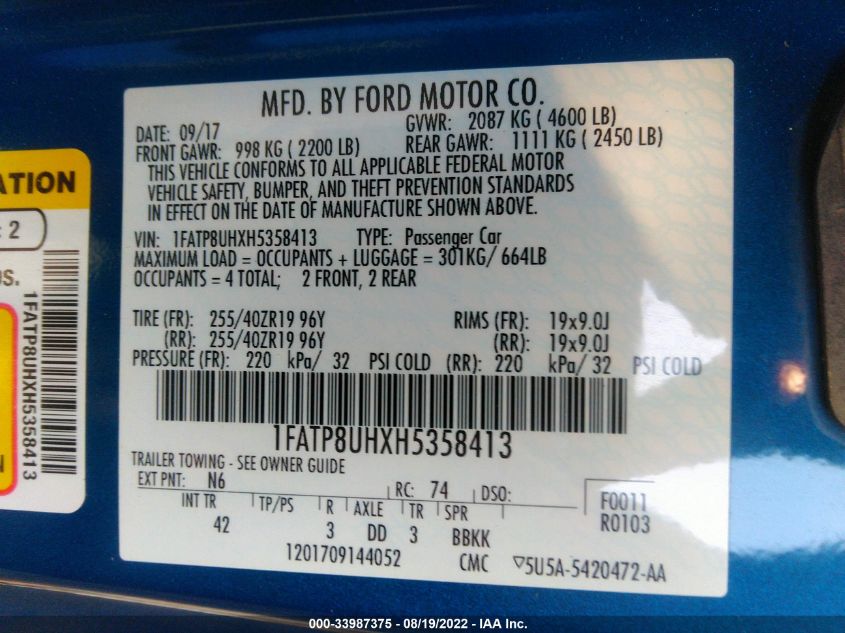 MFD. BY FORD MOTOR CO.
DATE: 09/17 GVWR: 2087 KG ( 4600 LB)
FRONT GAWR: 998 KG ( 2200 LB) REAR GAWR: 1111 KG ( 2450 LB)
THIS VEHICLE CONFORMS TO ALL APPLICABLE FEDERAL MOTOR
VEHICLE SAFETY, BUMPER, AND THEFT PREVENTION STANDARDS
IN EFFECT ON THE DATE OF MANUFACTURE SHOWN ABOVE.
VIN: 1FATP8UHXH5358413 TYPE: Passenger Car
MAXIMUM LOAD = OCCUPANTS + LUGGAGE = 301KG/ 664LB
OCCUPANTS = 4 TOTAL; 2 FRONT, 2 REAR
TIRE (FR): 255/40ZR19 96Y RIMS (FR): 19x9.0J
(RR): 255/40ZR19 96Y (RR): 19x9.0J
PRESSURE (FR): 220 kPa/ 32 PSI COLD (RR): 220 kPa/ 32 PSI COLD
1FATP8UHXH5358413
TRAILER TOWING - SEE OWNER GUIDE
EXT PNT: N6 RC: 74 DSO: F0011
INT TR TP/PS R AXLE TR SPR R0103
42 3 DD 3 BBKK
1201709144052 CMC ▽5U5A-5420472-AA
ATION
: 2
OS.
1FATP8UHXH5358413
N
000-33987375 - 08/19/2022 - IAA Inc.